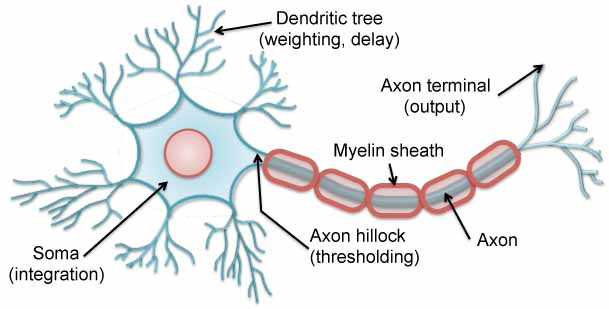 Dendritic tree
(weighting, delay)
Axon terminal
(output)
Myelin sheath
Soma
(integration)
Axon hillock
(thresholding)
Axon